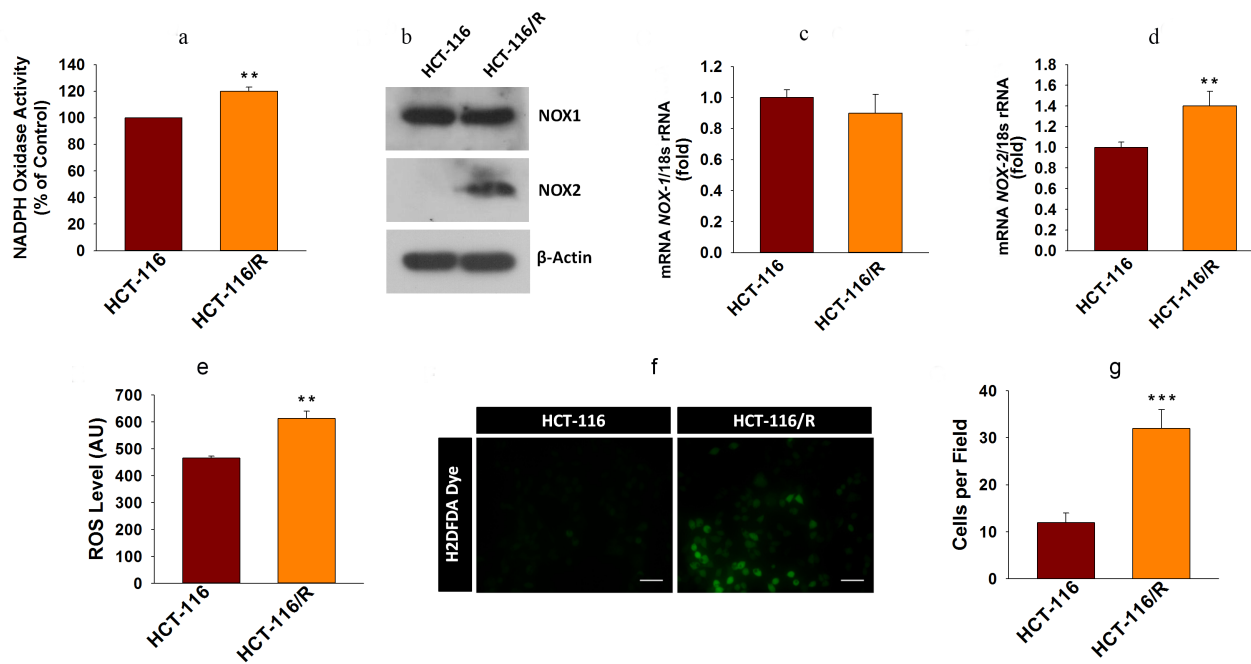 a
NADPH Oxidase Activity
(% of Control)
140
120
100
80
60
40
20
0
**
HCT-116
HCT-116/R
b
HCT-116
HCT-116/R
NOX1
NOX2
β-Actin
c
mRNA NOX-1/18s rRNA
(fold)
1.2
1.0
0.8
0.6
0.4
0.2
0.0
HCT-116
HCT-116/R
d
mRNA NOX-2/18s rRNA
(fold)
1.8
1.6
1.4
1.2
1.0
0.8
0.6
0.4
0.2
0.0
**
HCT-116
HCT-116/R
e
ROS Level (AU)
700
600
500
400
300
200
100
0
**
HCT-116
HCT-116/R
f
HCT-116
HCT-116/R
H2DFDA Dye
g
Cells per Field
40
30
20
10
0
***
HCT-116
HCT-116/R